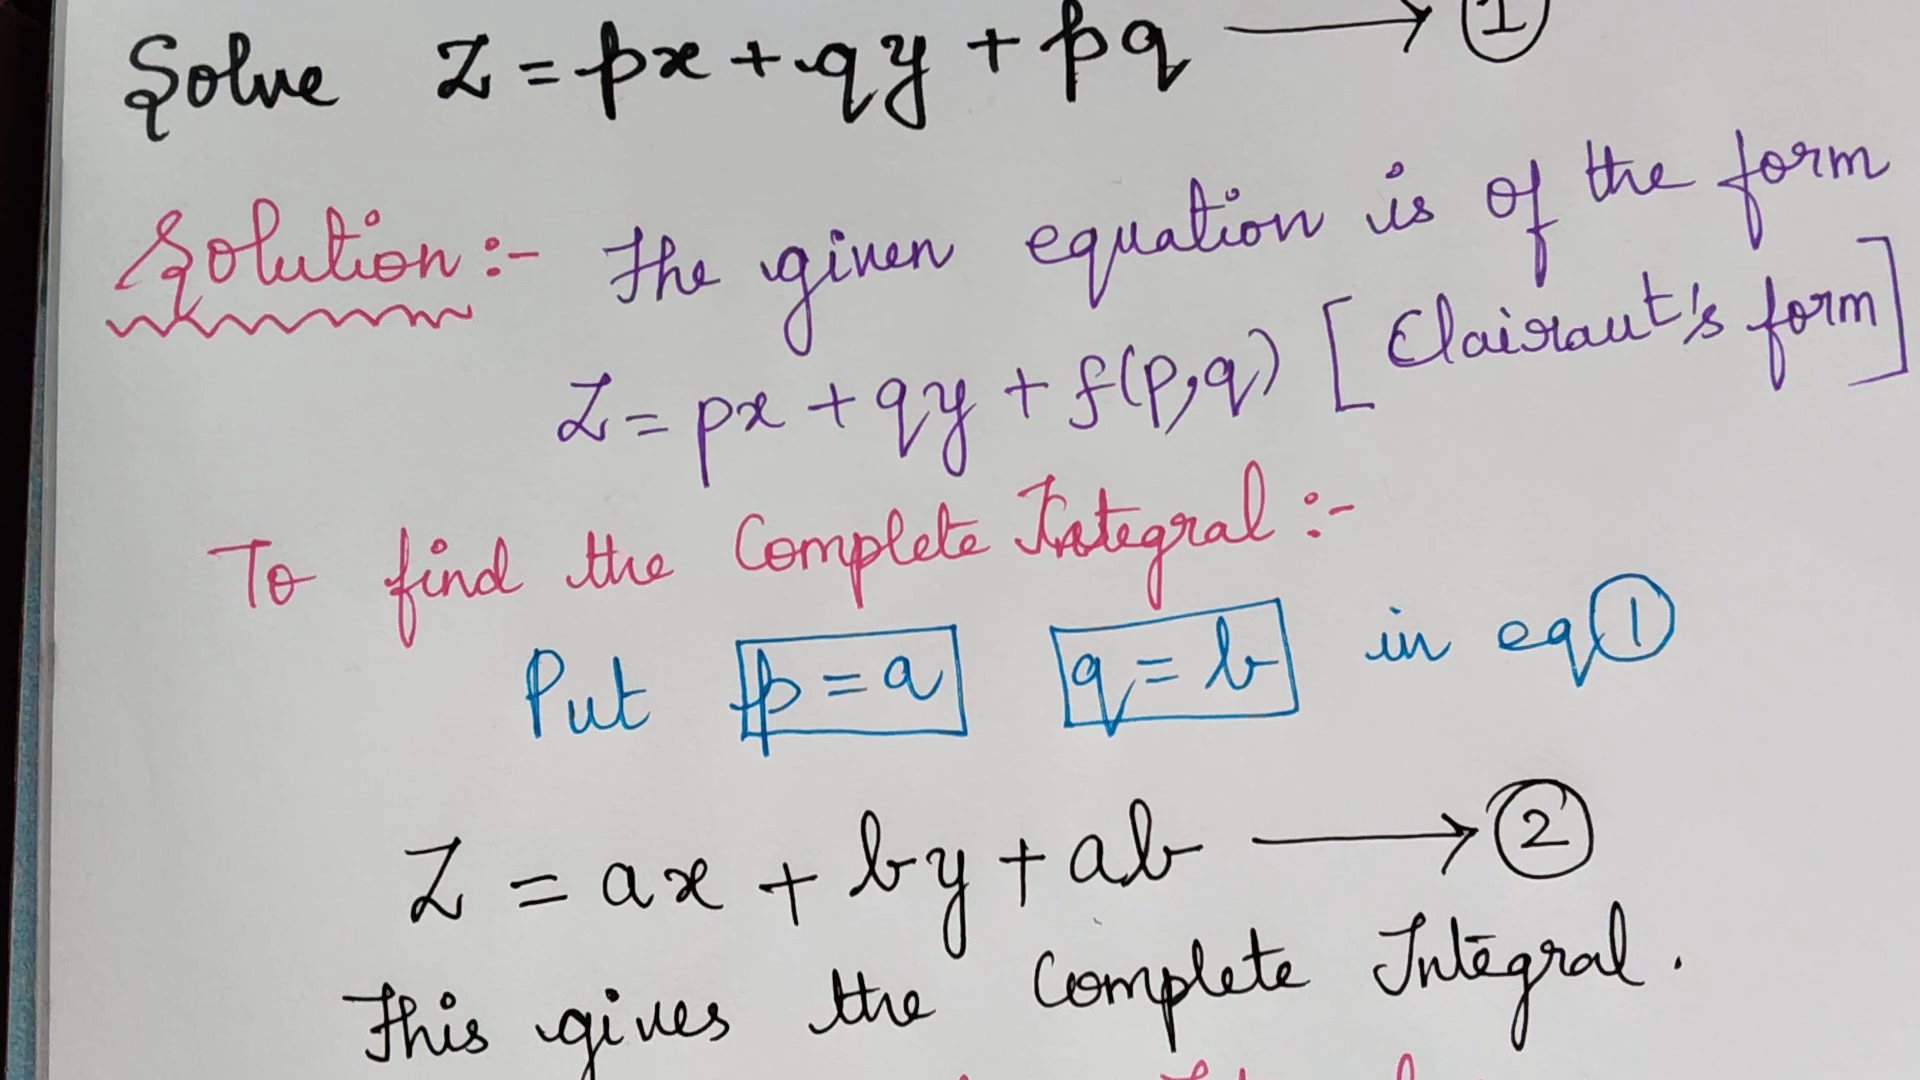 Solve Z = px + qy + pq → 1
Solution :- The given equation is of the form
Z = px + qy + f(p,q) [Clairaut's form]
To find the Complete Integral :-
Put p = a q = b in eq 1
Z = ax + by + ab → 2
This gives the Complete Integral.